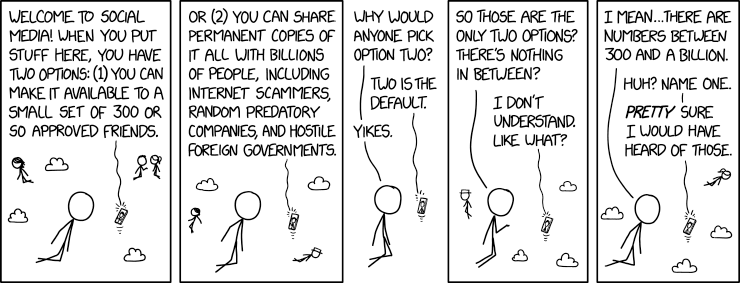 WELCOME TO SOCIAL
MEDIA! WHEN YOU PUT
STUFF HERE, YOU HAVE
TWO OPTIONS: (1) YOU CAN
MAKE IT AVAILABLE TO A
SMALL SET OF 300 OR
SO APPROVED FRIENDS.
OR (2) YOU CAN SHARE
PERMANENT COPIES OF
IT ALL WITH BILLIONS
OF PEOPLE, INCLUDING
INTERNET SCAMMERS,
RANDOM PREDATORY
COMPANIES, AND HOSTILE
FOREIGN GOVERNMENTS.
WHY WOULD
ANYONE PICK
OPTION TWO?
TWO IS THE
DEFAULT.
YIKES.
SO THOSE ARE THE
ONLY TWO OPTIONS?
THERE'S NOTHING
IN BETWEEN?
I DON'T
UNDERSTAND.
LIKE WHAT?
I MEAN...THERE ARE
NUMBERS BETWEEN
300 AND A BILLION.
HUH? NAME ONE.
PRETTY SURE
I WOULD HAVE
HEARD OF THOSE.